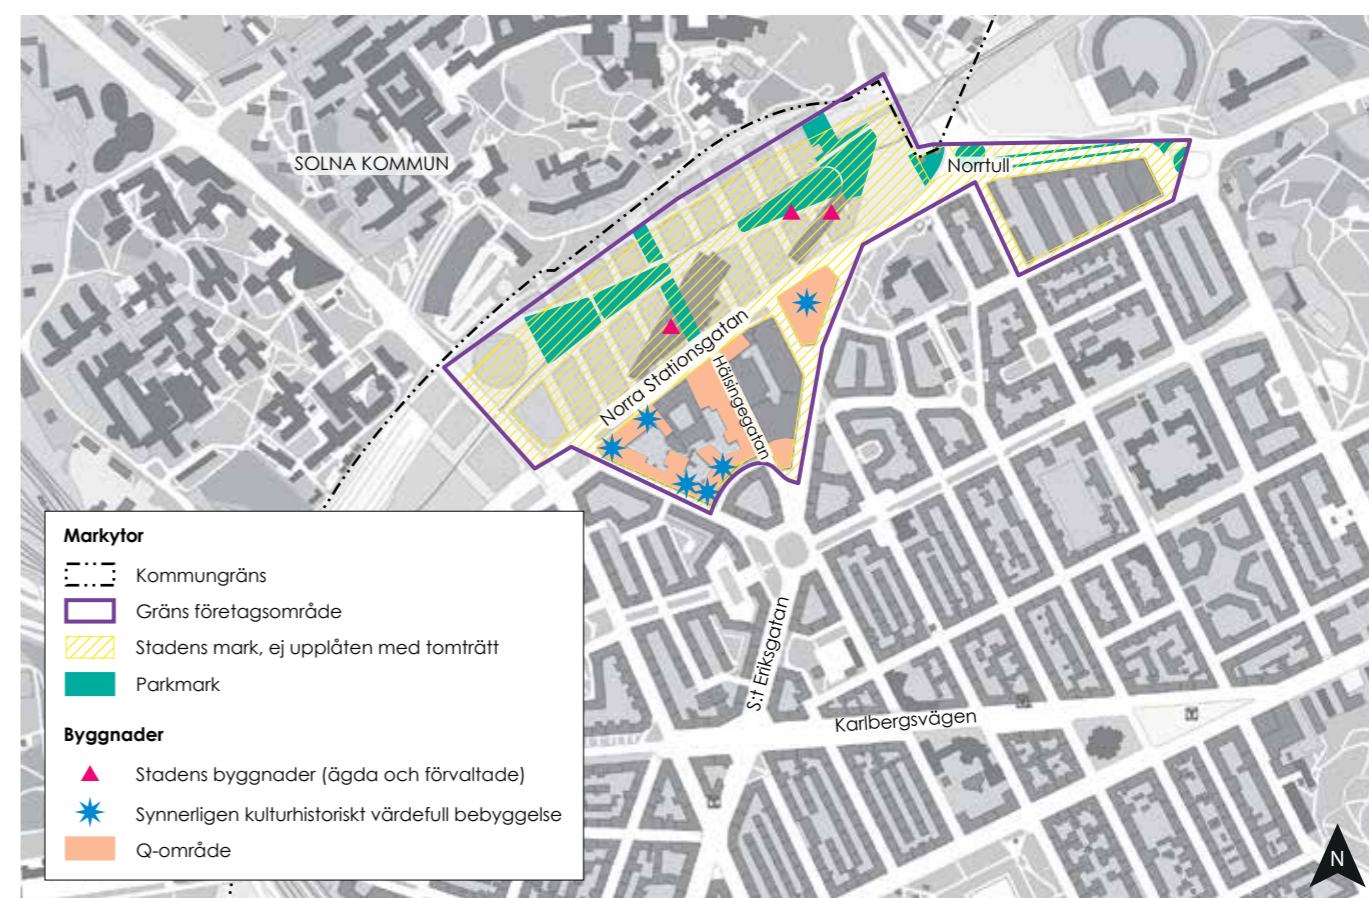 SOLNA KOMMUN
Norrtull
Norra Stationsgatan
Hälsingegatan
S:t Eriksgatan
Karlbergsvägen
Markytor
Kommungräns
Gräns företagsområde
Stadens mark, ej upplåten med tomträtt
Parkmark
Byggnader
Stadens byggnader (ägda och förvaltade)
Synnerligen kulturhistoriskt värdefull bebyggelse
Q-område
N